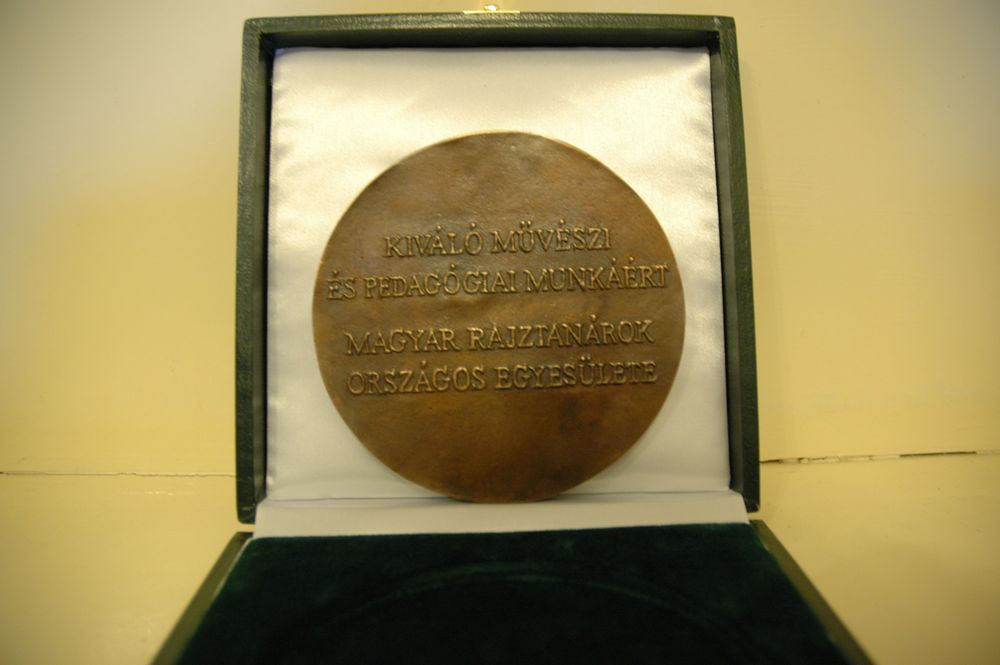 KIVÁLÓ MŰVÉSZI
ÉS PEDAGÓGIAI MUNKÁÉRT
MAGYAR RAJZTANÁROK
ORSZÁGOS EGYESÜLETE